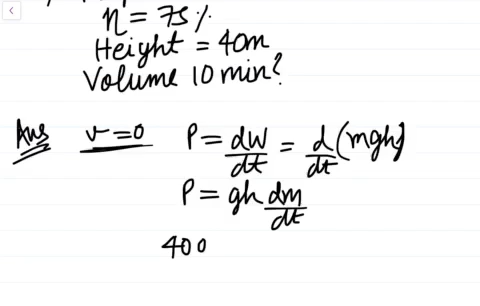 η = 75%
Height = 40m
Volume 10 min?
Ans v=0 P = dW/dt = d/dt (mgh)
P = gh dm/dt
400